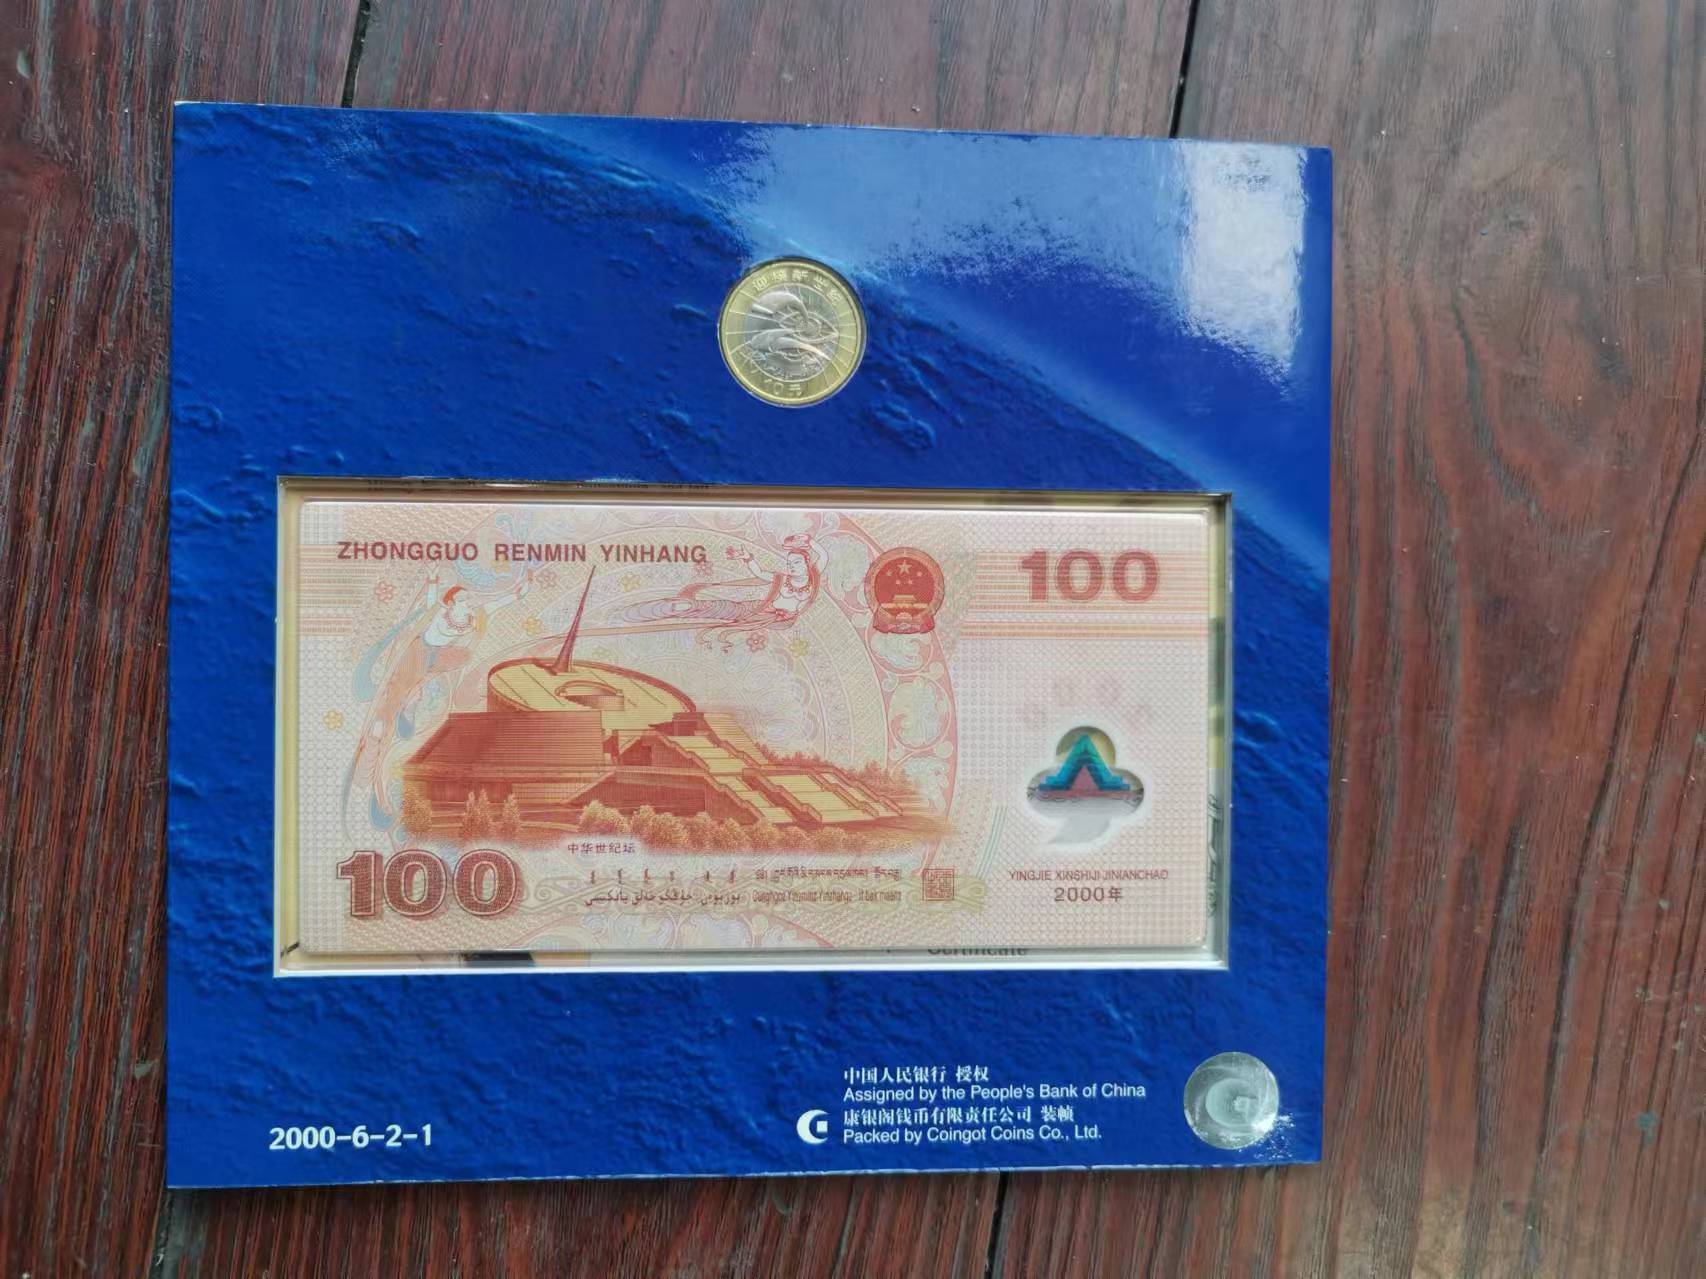 迎接新世纪
10元
ZHONGGUO RENMIN YINHANG
100
中华世纪坛
100
YINGJIE XINSHIJI JINIANCHAO
2000年
Certificate
中国人民银行 授权
Assigned by the People's Bank of China
康银阁钱币有限责任公司 装帧
Packed by Coingot Coins Co., Ltd.
2000-6-2-1